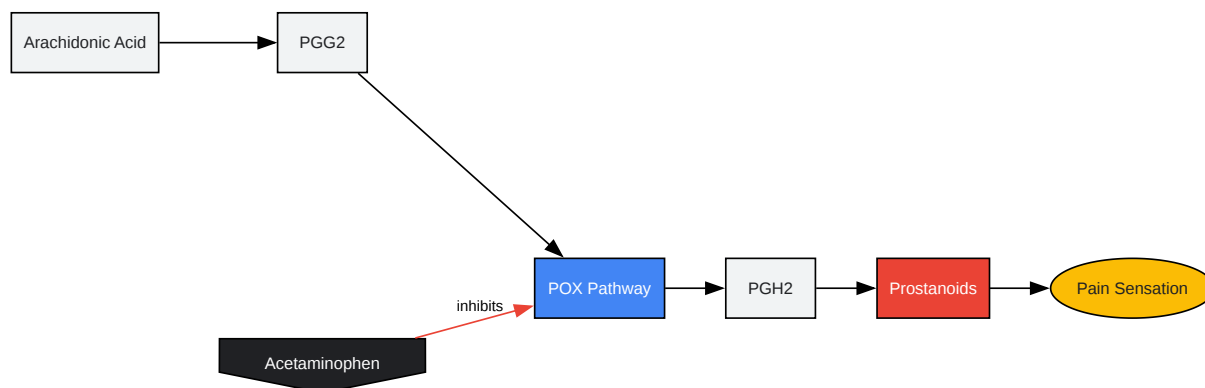 Arachidonic Acid
PGG2
POX Pathway
PGH2
Prostanoids
Pain Sensation
inhibits
Acetaminophen